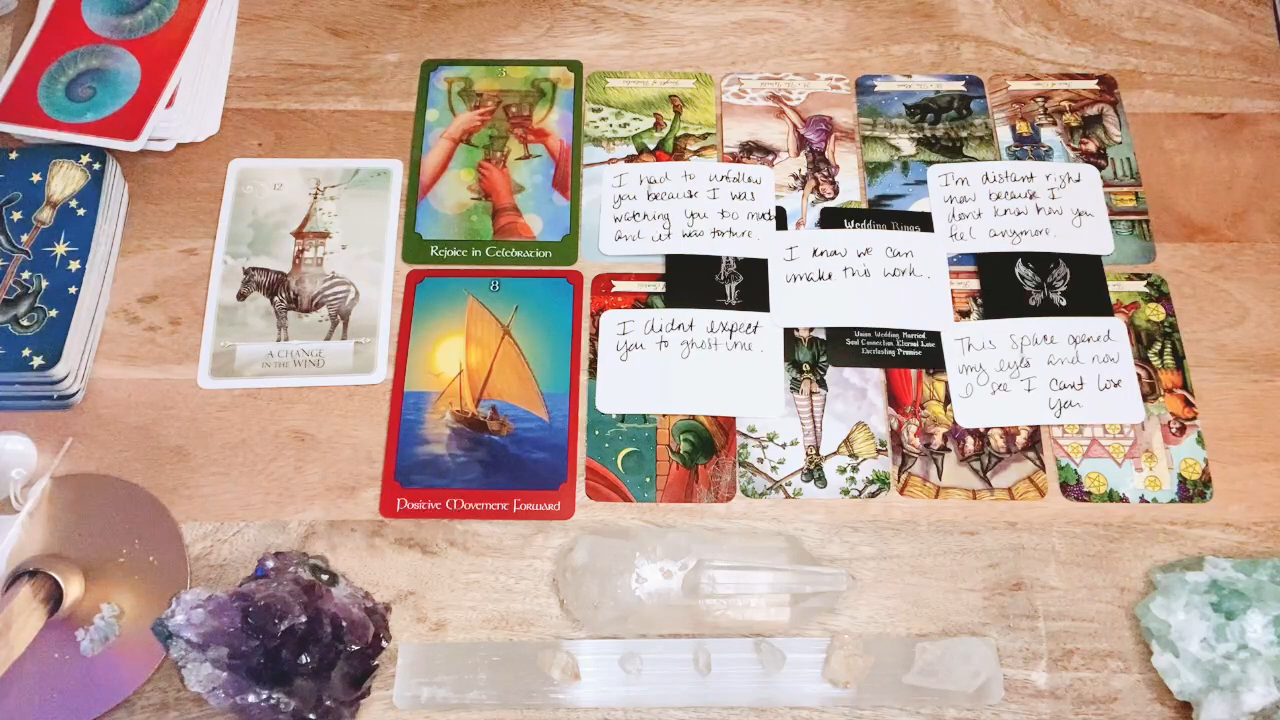 12
A CHANGE
IN THE WIND
3
Rejoice in Celebration
8
Positive Movement Forward
I had to unfollow
you because I was
watching you too much
and it was torture.
I'm distant right
now because I
don't know how you
feel anymore.
Wedding Rings
I know we can
make this work.
Union, Wedding, Married
Soul Connection, Eternal Love
Everlasting Promise
I didnt expect
you to ghost me.
This space opened
my eyes and now
I see I cant lose
you